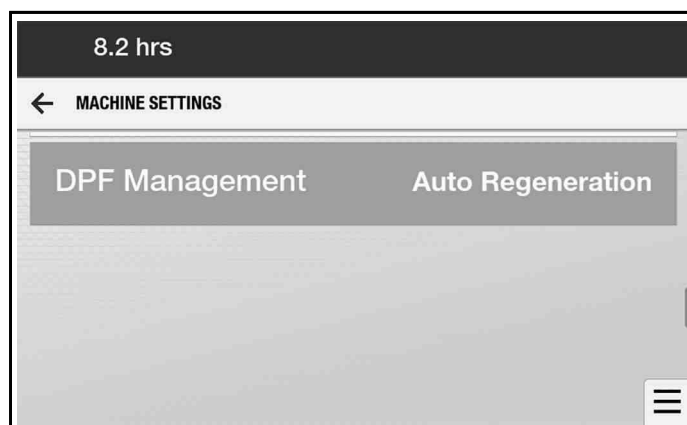 8.2 hrs
MACHINE SETTINGS
DPF Management Auto Regeneration